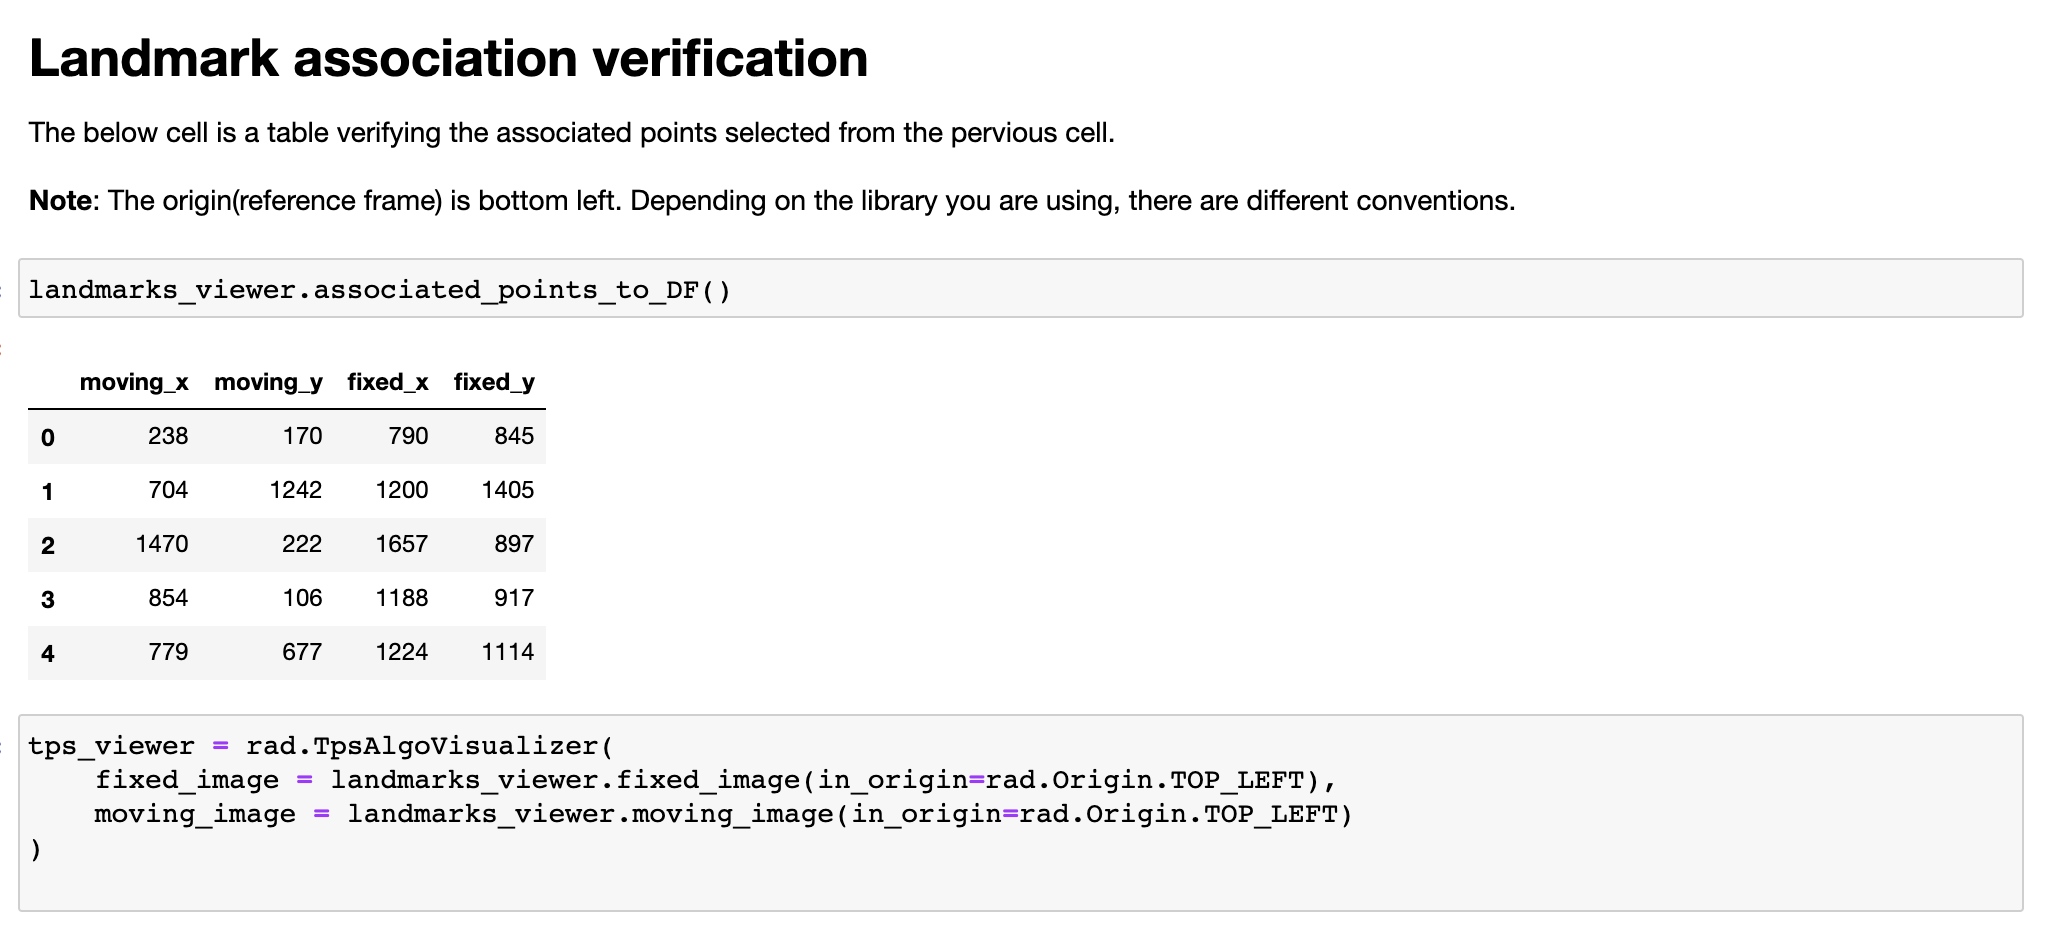 Landmark association verification
The below cell is a table verifying the associated points selected from the pervious cell.
Note: The origin(reference frame) is bottom left. Depending on the library you are using, there are different conventions.
landmarks_viewer.associated_points_to_DF()
moving_x moving_y fixed_x fixed_y
0 238 170 790 845
1 704 1242 1200 1405
2 1470 222 1657 897
3 854 106 1188 917
4 779 677 1224 1114
tps_viewer = rad.TpsAlgoVisualizer(
    fixed_image = landmarks_viewer.fixed_image(in_origin=rad.Origin.TOP_LEFT),
    moving_image = landmarks_viewer.moving_image(in_origin=rad.Origin.TOP_LEFT)
)